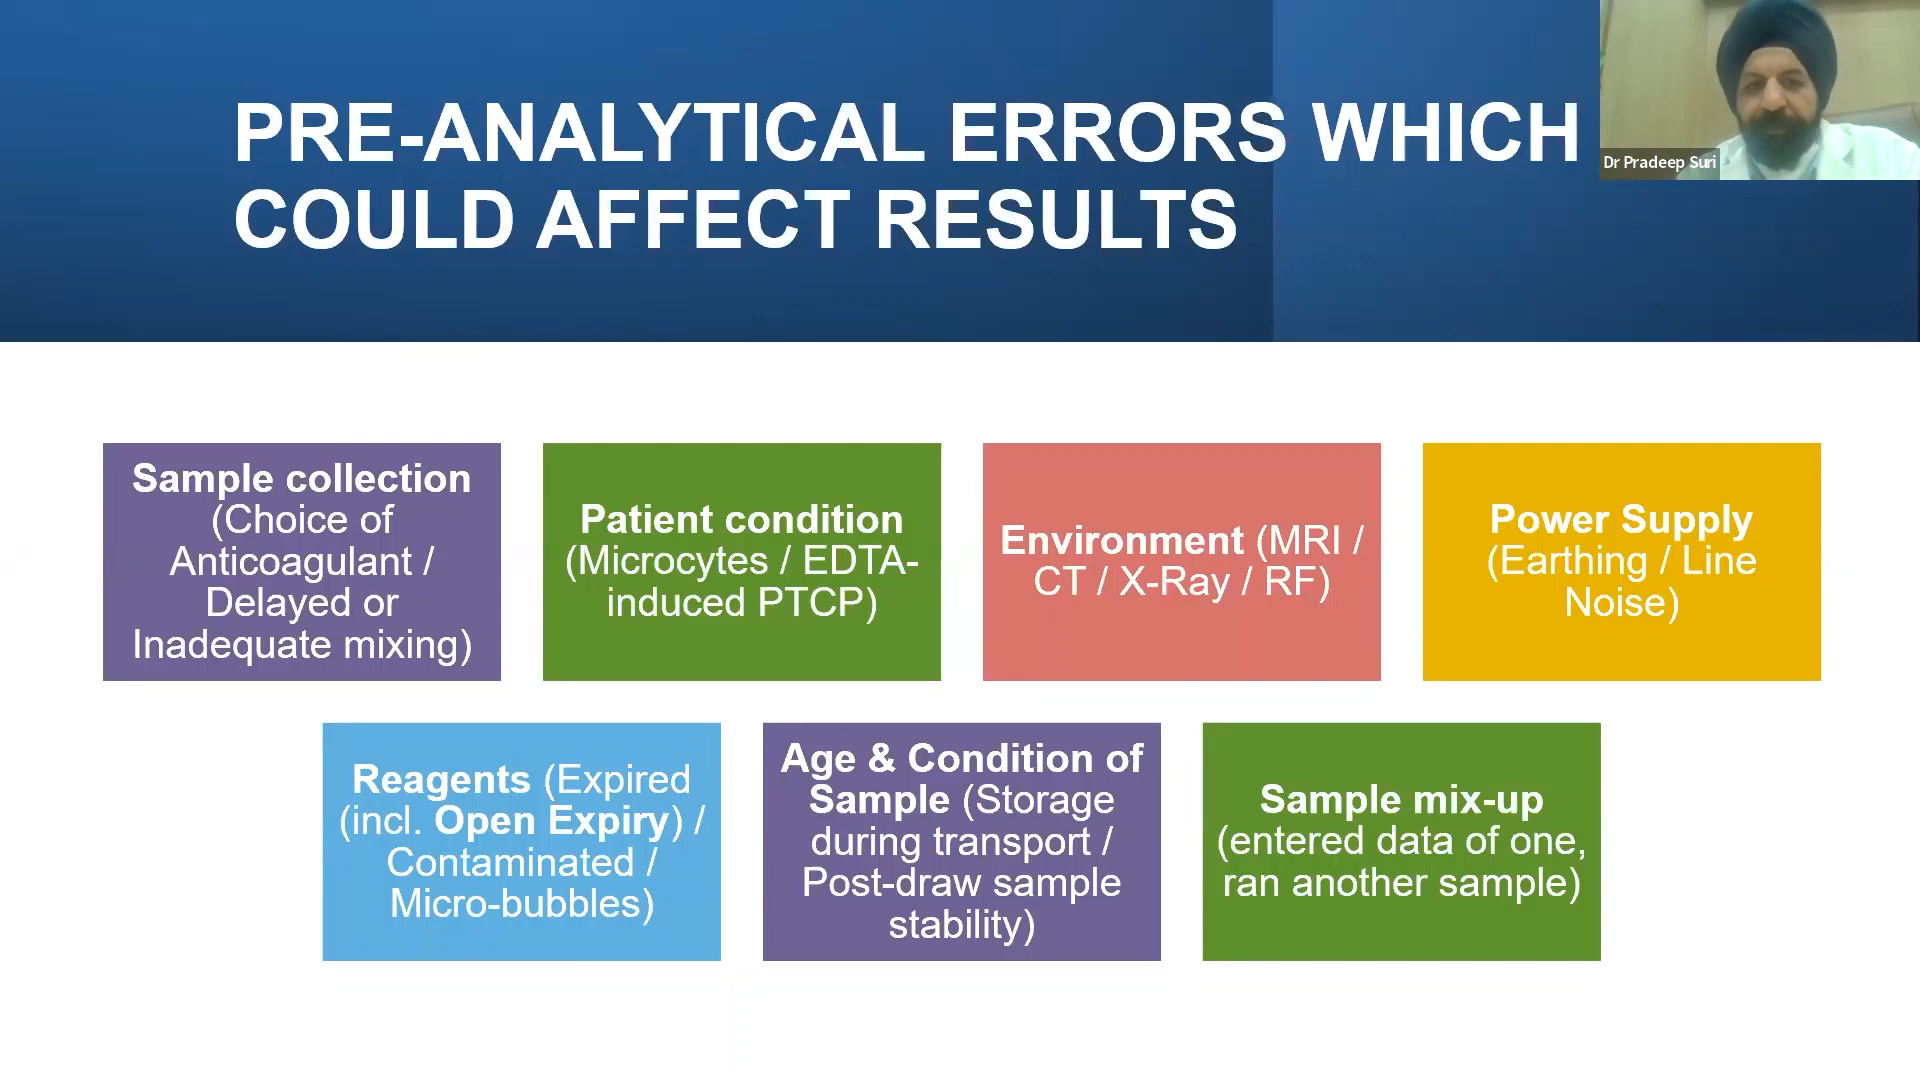 PRE-ANALYTICAL ERRORS WHICH
COULD AFFECT RESULTS
Dr Pradeep Suri
Sample collection
(Choice of
Anticoagulant /
Delayed or
Inadequate mixing)
Patient condition
(Microcytes / EDTA-
induced PTCP)
Environment (MRI /
CT / X-Ray / RF)
Power Supply
(Earthing / Line
Noise)
Reagents (Expired
(incl. Open Expiry) /
Contaminated /
Micro-bubbles)
Age & Condition of
Sample (Storage
during transport /
Post-draw sample
stability)
Sample mix-up
(entered data of one,
ran another sample)